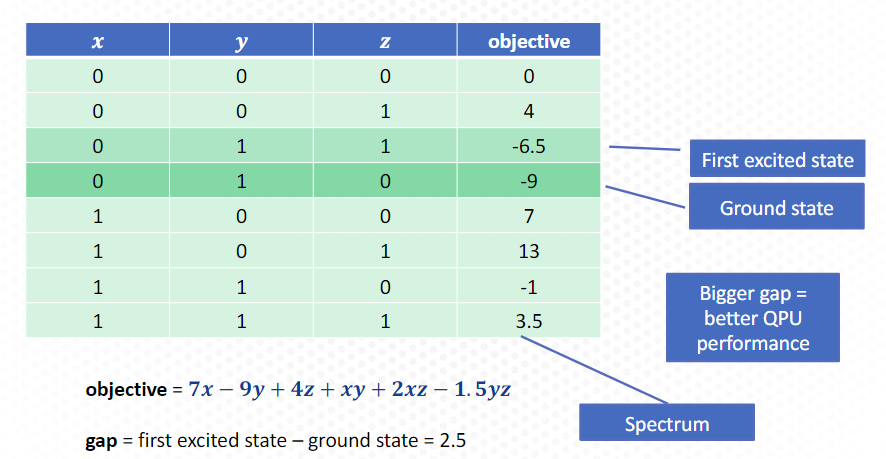 x y z objective
0 0 0 0
0 0 1 4
0 1 1 -6.5
0 1 0 -9
1 0 0 7
1 0 1 13
1 1 0 -1
1 1 1 3.5
First excited state
Ground state
Bigger gap =
better QPU
performance
Spectrum
objective = 7x − 9y + 4z + xy + 2xz − 1.5yz
gap = first excited state – ground state = 2.5